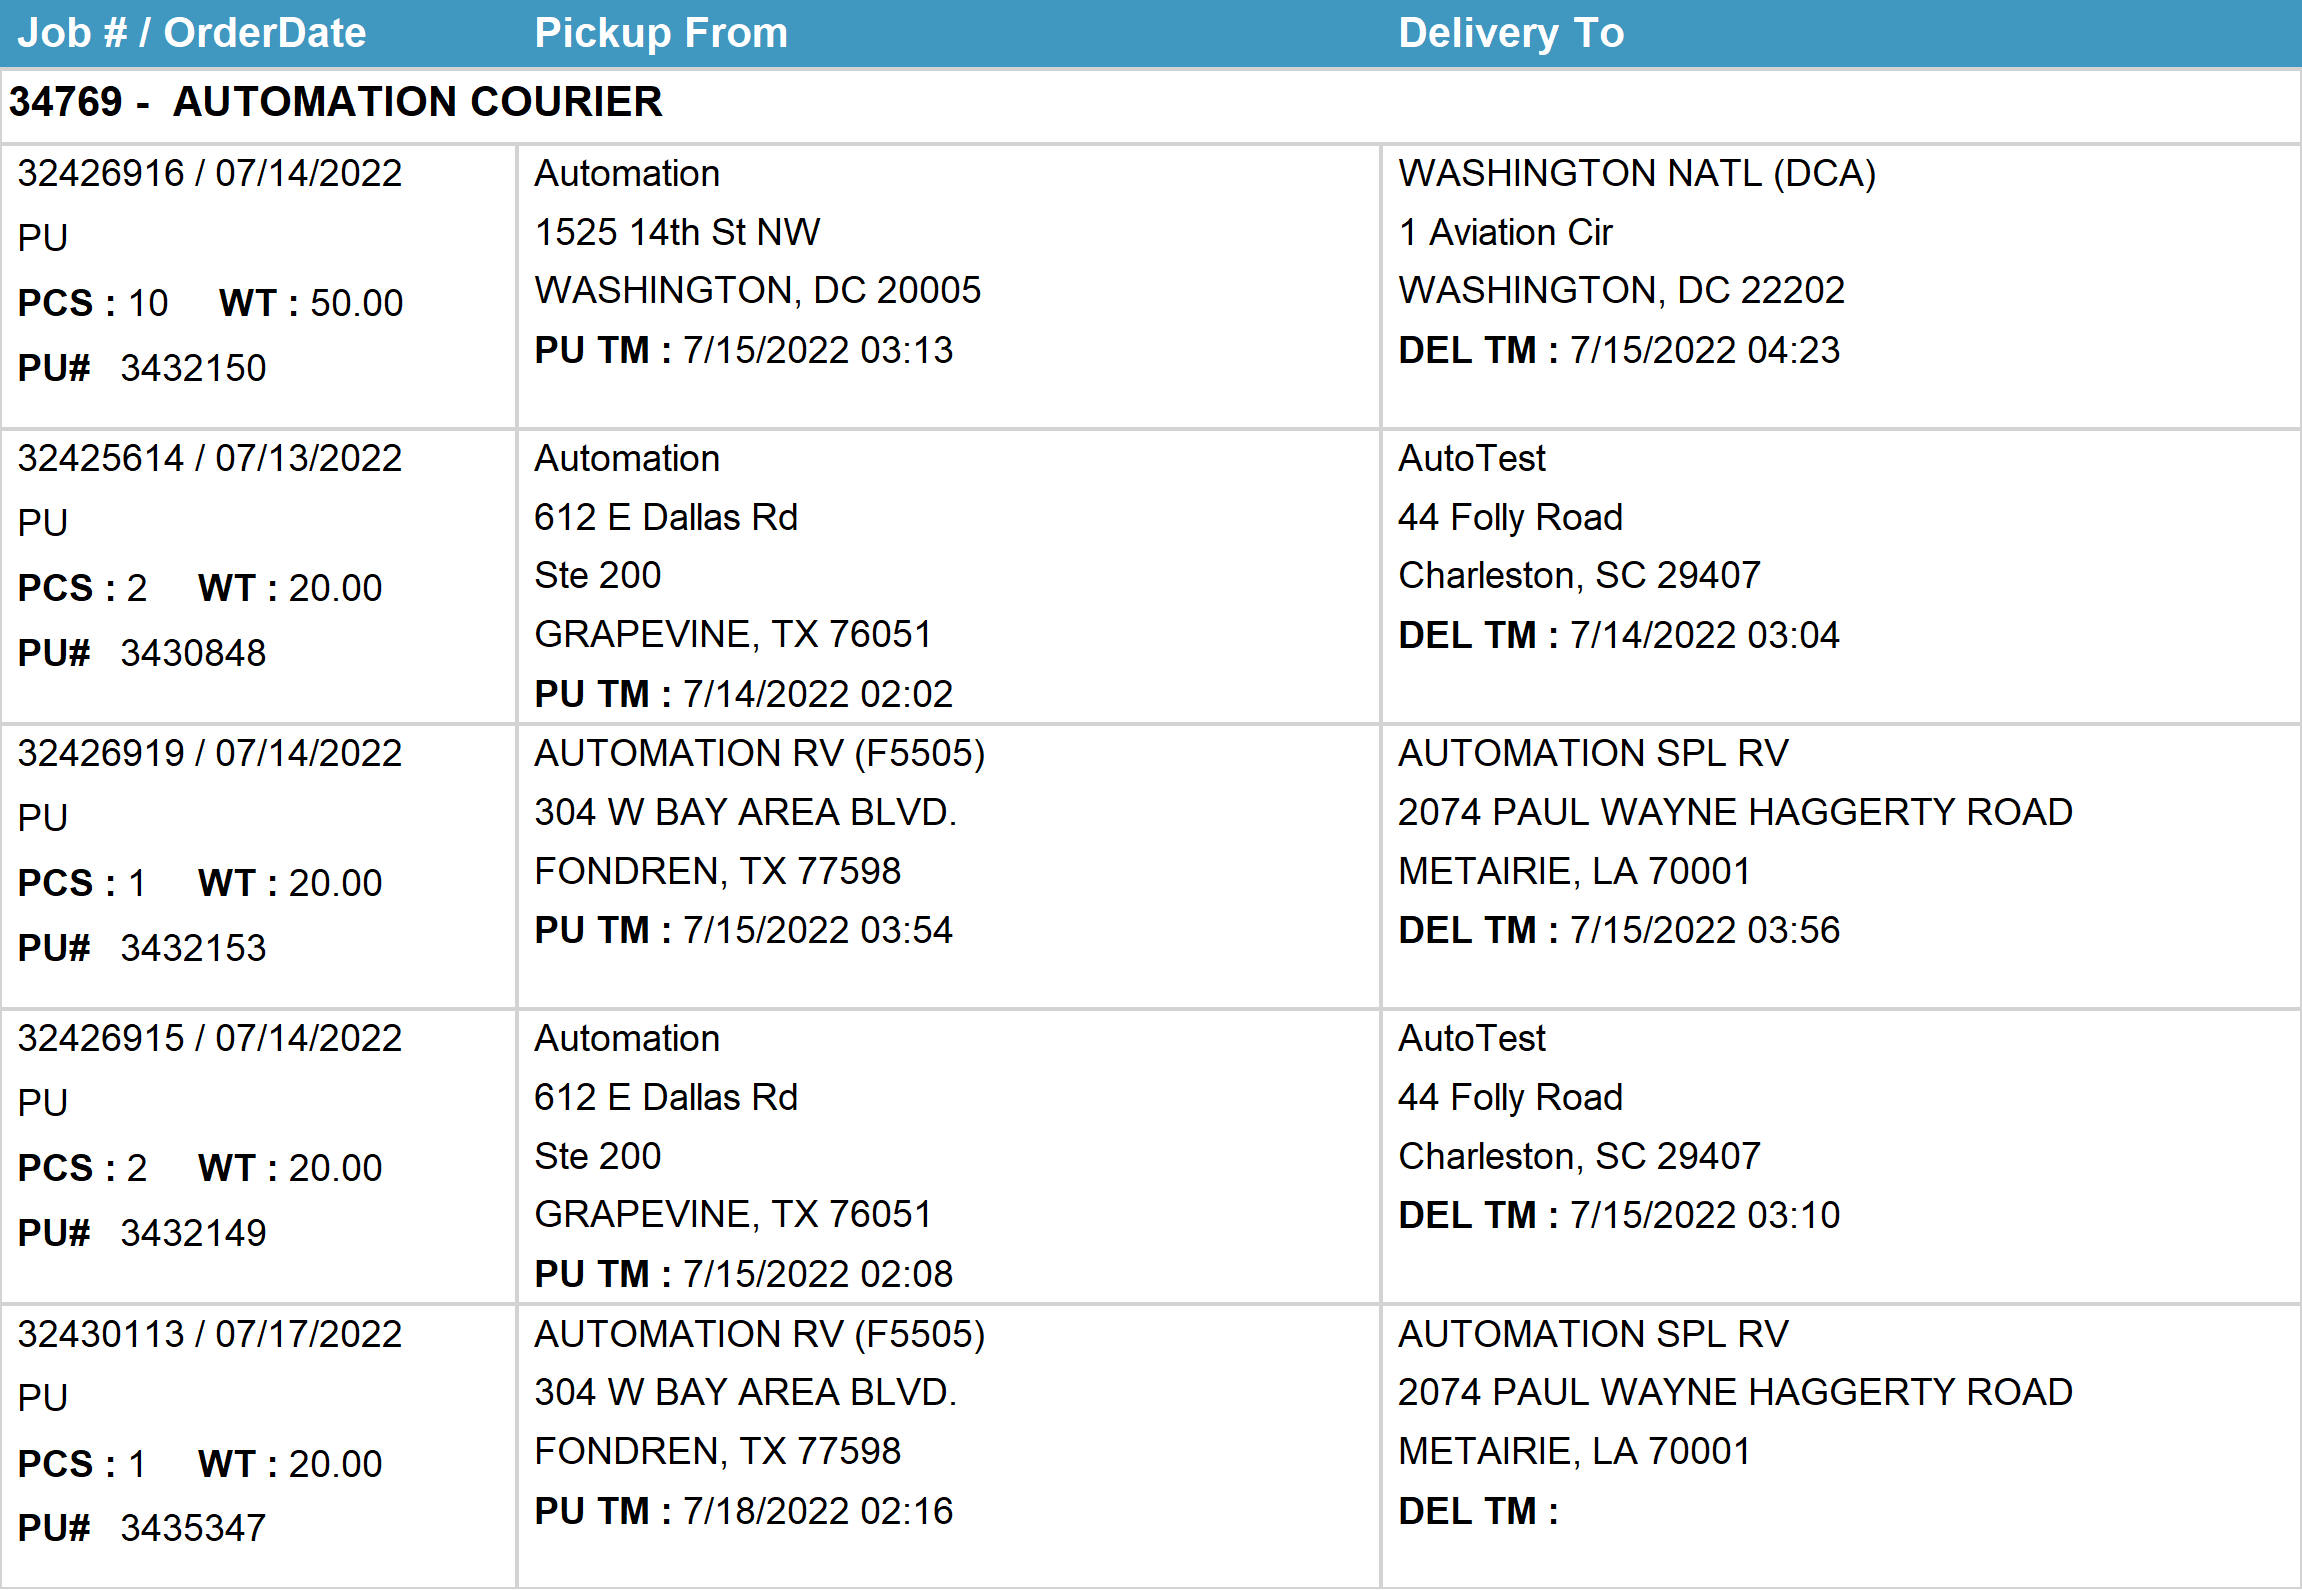 Job # / OrderDate Pickup From Delivery To
34769 - AUTOMATION COURIER
32426916 / 07/14/2022
PU
PCS : 10 WT : 50.00
PU# 3432150
Automation
1525 14th St NW
WASHINGTON, DC 20005
PU TM : 7/15/2022 03:13
WASHINGTON NATL (DCA)
1 Aviation Cir
WASHINGTON, DC 22202
DEL TM : 7/15/2022 04:23
32425614 / 07/13/2022
PU
PCS : 2 WT : 20.00
PU# 3430848
Automation
612 E Dallas Rd
Ste 200
GRAPEVINE, TX 76051
PU TM : 7/14/2022 02:02
AutoTest
44 Folly Road
Charleston, SC 29407
DEL TM : 7/14/2022 03:04
32426919 / 07/14/2022
PU
PCS : 1 WT : 20.00
PU# 3432153
AUTOMATION RV (F5505)
304 W BAY AREA BLVD.
FONDREN, TX 77598
PU TM : 7/15/2022 03:54
AUTOMATION SPL RV
2074 PAUL WAYNE HAGGERTY ROAD
METAIRIE, LA 70001
DEL TM : 7/15/2022 03:56
32426915 / 07/14/2022
PU
PCS : 2 WT : 20.00
PU# 3432149
Automation
612 E Dallas Rd
Ste 200
GRAPEVINE, TX 76051
PU TM : 7/15/2022 02:08
AutoTest
44 Folly Road
Charleston, SC 29407
DEL TM : 7/15/2022 03:10
32430113 / 07/17/2022
PU
PCS : 1 WT : 20.00
PU# 3435347
AUTOMATION RV (F5505)
304 W BAY AREA BLVD.
FONDREN, TX 77598
PU TM : 7/18/2022 02:16
AUTOMATION SPL RV
2074 PAUL WAYNE HAGGERTY ROAD
METAIRIE, LA 70001
DEL TM :